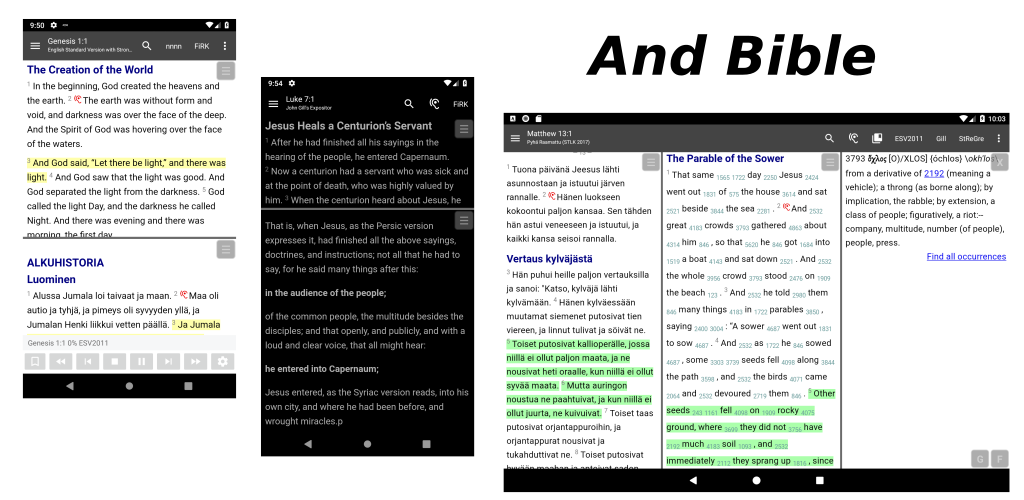 And Bible
9:50
Genesis 1:1
English Standard Version with Stron...
nnnn
FiRK
The Creation of the World
1 In the beginning, God created the heavens and
the earth. 2 The earth was without form and
void, and darkness was over the face of the deep.
And the Spirit of God was hovering over the face
of the waters.
3 And God said, “Let there be light,” and there was
light. 4 And God saw that the light was good. And
God separated the light from the darkness. 5 God
called the light Day, and the darkness he called
Night. And there was evening and there was
morning, the first day.
ALKUHISTORIA
Luominen
1 Alussa Jumala loi taivaat ja maan. 2 Maa oli
autio ja tyhjä, ja pimeys oli syvyyden yllä, ja
Jumalan Henki liikkui vetten päällä. 3 Ja Jumala
Genesis 1:1 0% ESV2011
9:54
Luke 7:1
John Gill's Expositor
FiRK
Jesus Heals a Centurion’s Servant
1 After he had finished all his sayings in the
hearing of the people, he entered Capernaum.
2 Now a centurion had a servant who was sick and
at the point of death, who was highly valued by
him. 3 When the centurion heard about Jesus, he
That is, when Jesus, as the Persic version
expresses it, had finished all the above sayings,
doctrines, and instructions; not all that he had to
say, for he said many things after this:
in the audience of the people;
of the common people, the multitude besides the
disciples; and that openly, and publicly, and with a
loud and clear voice, that all might hear:
he entered into Capernaum;
Jesus entered, as the Syriac version reads, into his
own city, and where he had been before, and
wrought miracles.p
10:03
Matthew 13:1
Pyhä Raamattu (STLK 2017)
ESV2011
Gill
StReGre
1 Tuona päivänä Jeesus lähti
asunnostaan ja istuutui järven
rannalle. 2 Hänen luokseen
kokoontui paljon kansaa. Sen tähden
hän astui veneeseen ja istuutui, ja
kaikki kansa seisoi rannalla.
Vertaus kylväjästä
3 Hän puhui heille paljon vertauksilla
ja sanoi: "Katso, kylväjä lähti
kylvämään. 4 Hänen kylväessään
muutamat siemenet putosivat tien
viereen, ja linnut tulivat ja söivät ne.
5 Toiset putosivat kallioperälle, jossa
niillä ei ollut paljon maata, ja ne
nousivat heti oraalle, kun niillä ei ollut
syvää maata. 6 Mutta auringon
noustua ne paahtuivat, ja kun niillä ei
ollut juurta, ne kuivuivat. 7 Toiset taas
putosivat orjantappuroihin, ja
orjantappurat nousivat ja
tukahduttivat ne. 8 Toiset putosivat
hyvään maahan ja antoivat sadon
The Parable of the Sower
1 That same 1565 1722 day 2250 Jesus 2424
went out 1831 of 575 the house 3614 and sat
2521 beside 3844 the sea 2281 . 2 And 2532
great 4183 crowds 3793 gathered 4863 about
4314 him 846 , so that 5620 he 846 got 1684 into
1519 a boat 4143 and sat down 2521 . And 2532
the whole 3956 crowd 3793 stood 2476 on 1909
the beach 123 . 3 And 2532 he told 2980 them
846 many things 4183 in 1722 parables 3850 ,
saying 2400 3004 : “A sower 4687 went out 1831
to sow 4687 . 4 And 2532 as 1722 he 846 sowed
4687 , some 3303 3739 seeds fell 4098 along 3844
the path 3598 , and 2532 the birds 4071 came
2064 and 2532 devoured 2719 them 846 . 5 Other
seeds 243 1161 fell 4098 on 1909 rocky 4075
ground, where 3699 they did not 3756 have
2192 much 4183 soil 1093 , and 2532
immediately 2112 they sprang up 1816 , since
3793 ὄχλος [O)/XLOS] {óchlos} \okh'los\
from a derivative of 2192 (meaning a
vehicle); a throng (as borne along); by
implication, the rabble; by extension, a
class of people; figuratively, a riot:--
company, multitude, number (of people),
people, press.
Find all occurrences
X
G
F